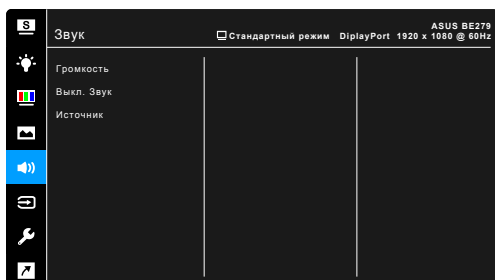 S
ASUS BE279
Звук
Стандартный режим DiplayPort 1920 x 1080 @ 60Hz
Громкость
Выкл. Звук
Источник